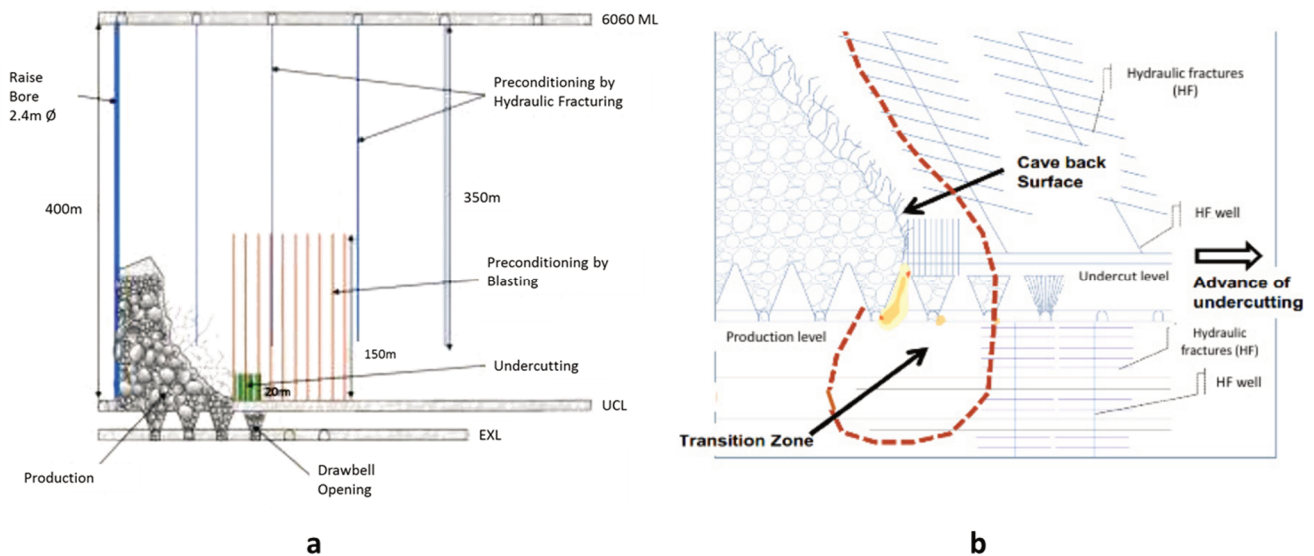 6060 ML
Raise
Bore
2.4m Ø
Preconditioning by
Hydraulic Fracturing
400m
350m
Preconditioning by
Blasting
150m
Undercutting
20m
UCL
EXL
Production
Drawbell
Opening
a
Hydraulic fractures
(HF)
Cave back
Surface
HF well
Undercut level
Advance of
undercutting
Production level
Hydraulic
fractures (HF)
HF well
Transition Zone
b